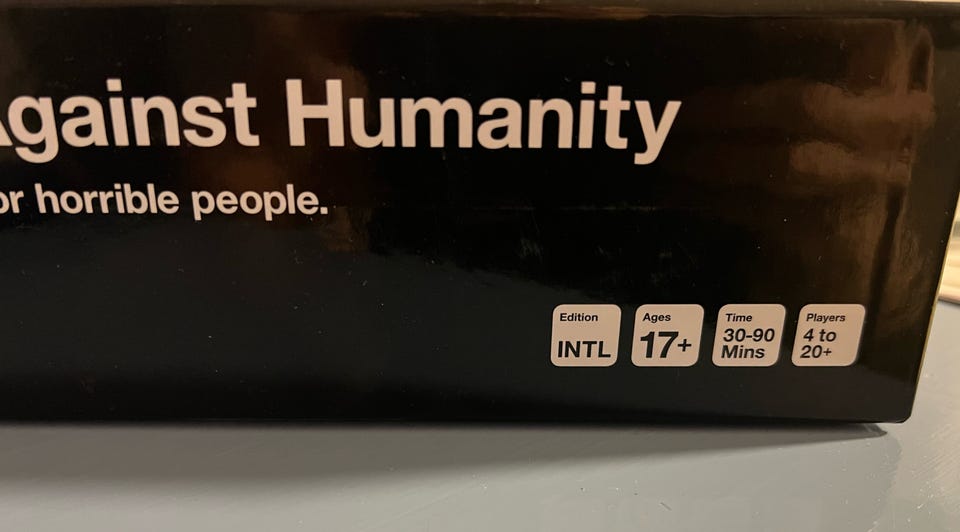 Against Humanity
or horrible people.
Edition
INTL
Ages
17+
Time
30-90
Mins
Players
4 to
20+